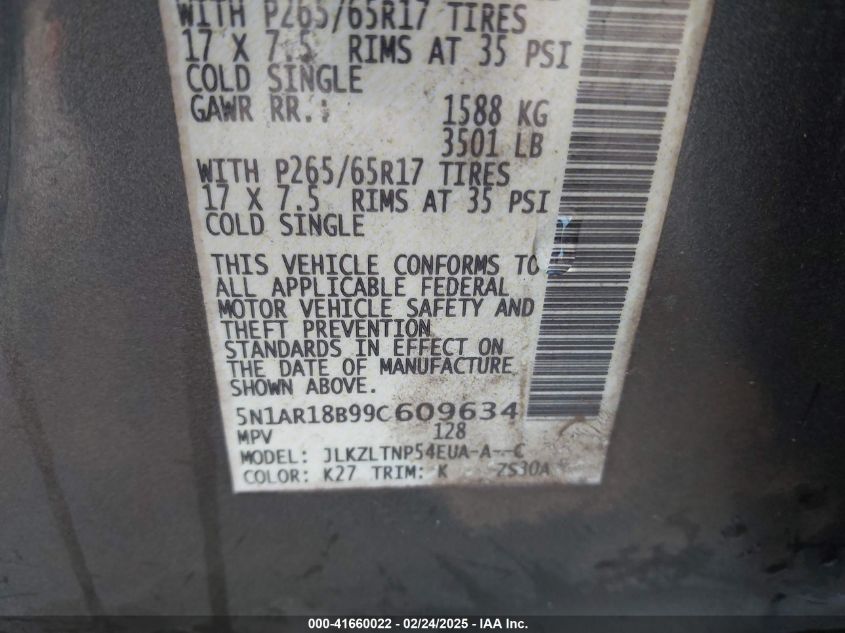 WITH P265/65R17 TIRES
17 X 7.5 RIMS AT 35 PSI
COLD SINGLE
GAWR RR.: 1588 KG
3501 LB
WITH P265/65R17 TIRES
17 X 7.5 RIMS AT 35 PSI
COLD SINGLE
THIS VEHICLE CONFORMS TO
ALL APPLICABLE FEDERAL
MOTOR VEHICLE SAFETY AND
THEFT PREVENTION
STANDARDS IN EFFECT ON
THE DATE OF MANUFACTURE
SHOWN ABOVE.
5N1AR18B99C609634
MPV 128
MODEL: JLKZLTNP54EUA-A--C
COLOR: K27 TRIM: K ZS30A
000-41660022 - 02/24/2025 - IAA Inc.